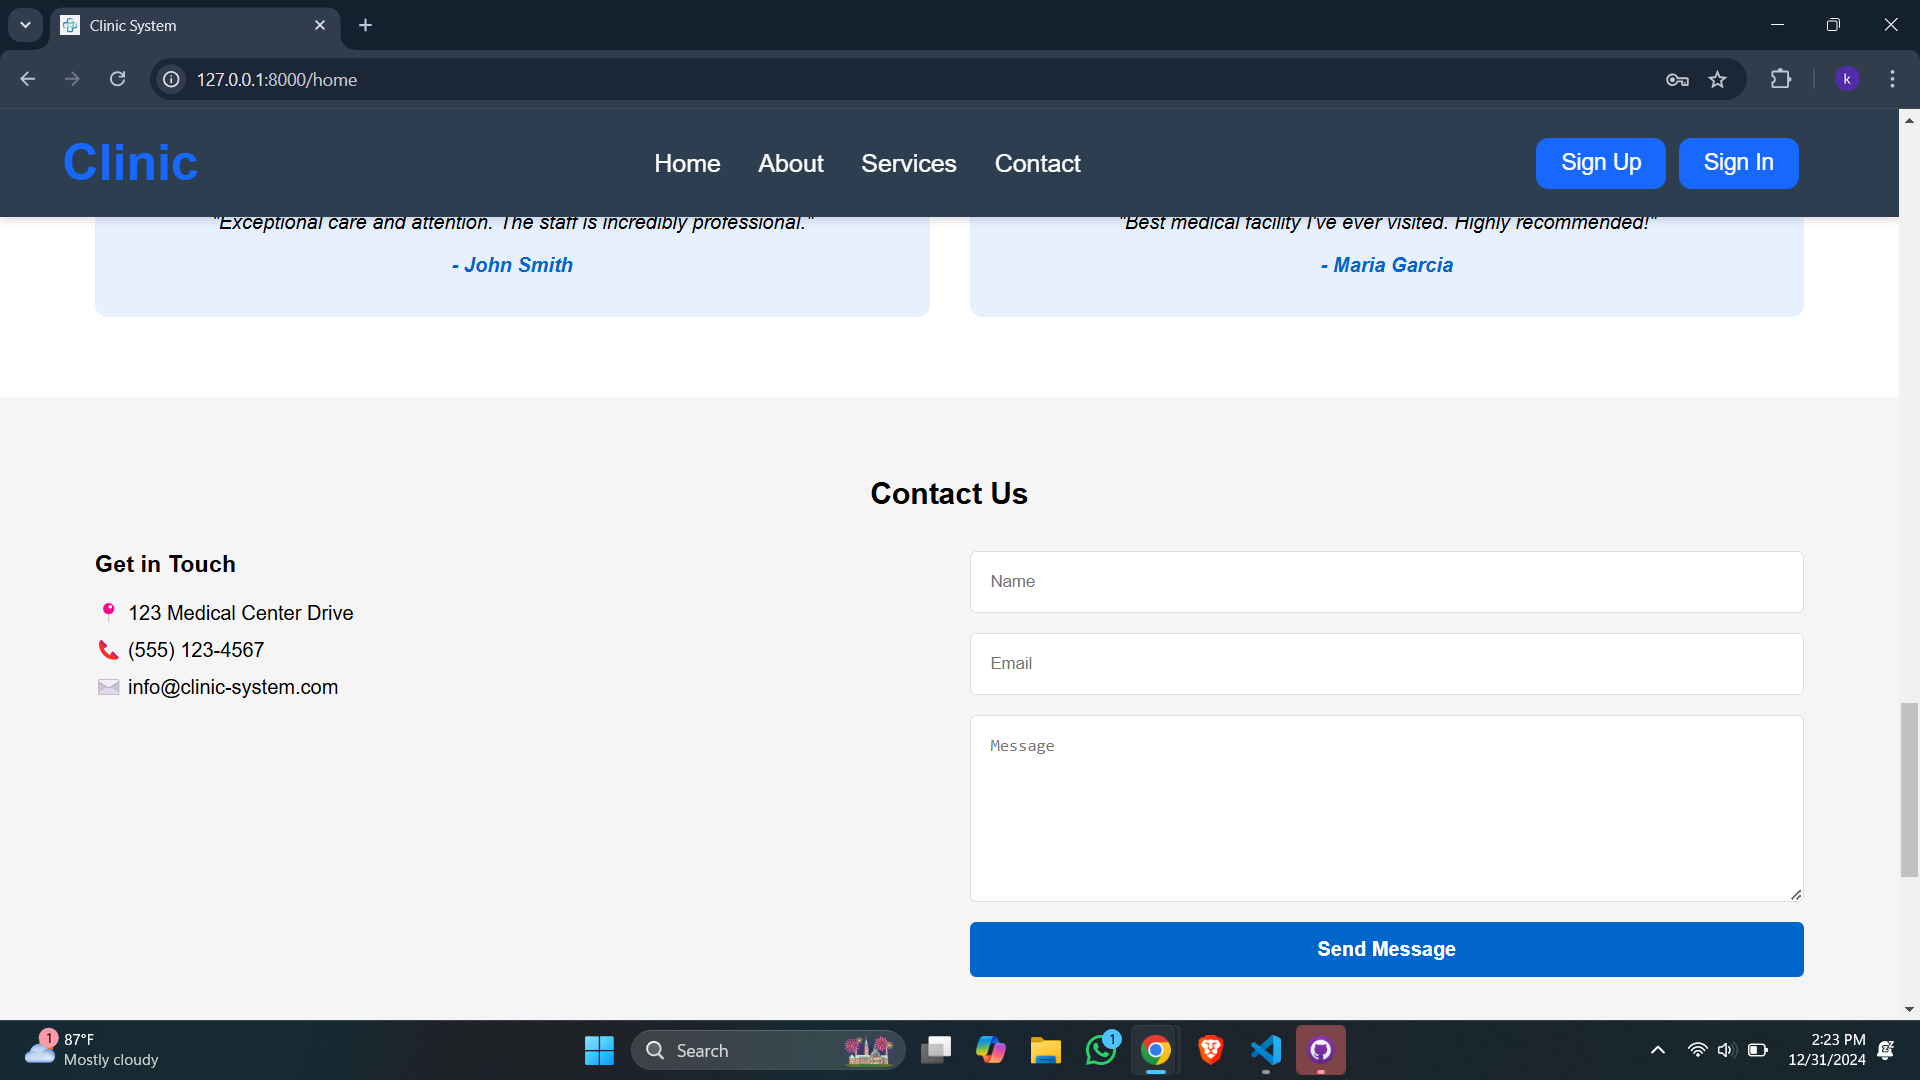 Clinic System
127.0.0.1:8000/home
k
Clinic
Home About Services Contact
Sign Up Sign In
"Exceptional care and attention. The staff is incredibly professional."
- John Smith
"Best medical facility I've ever visited. Highly recommended!"
- Maria Garcia
Contact Us
Get in Touch
123 Medical Center Drive
(555) 123-4567
info@clinic-system.com
Name
Email
Message
Send Message
1
87°F
Mostly cloudy
Search
1
2:23 PM
12/31/2024